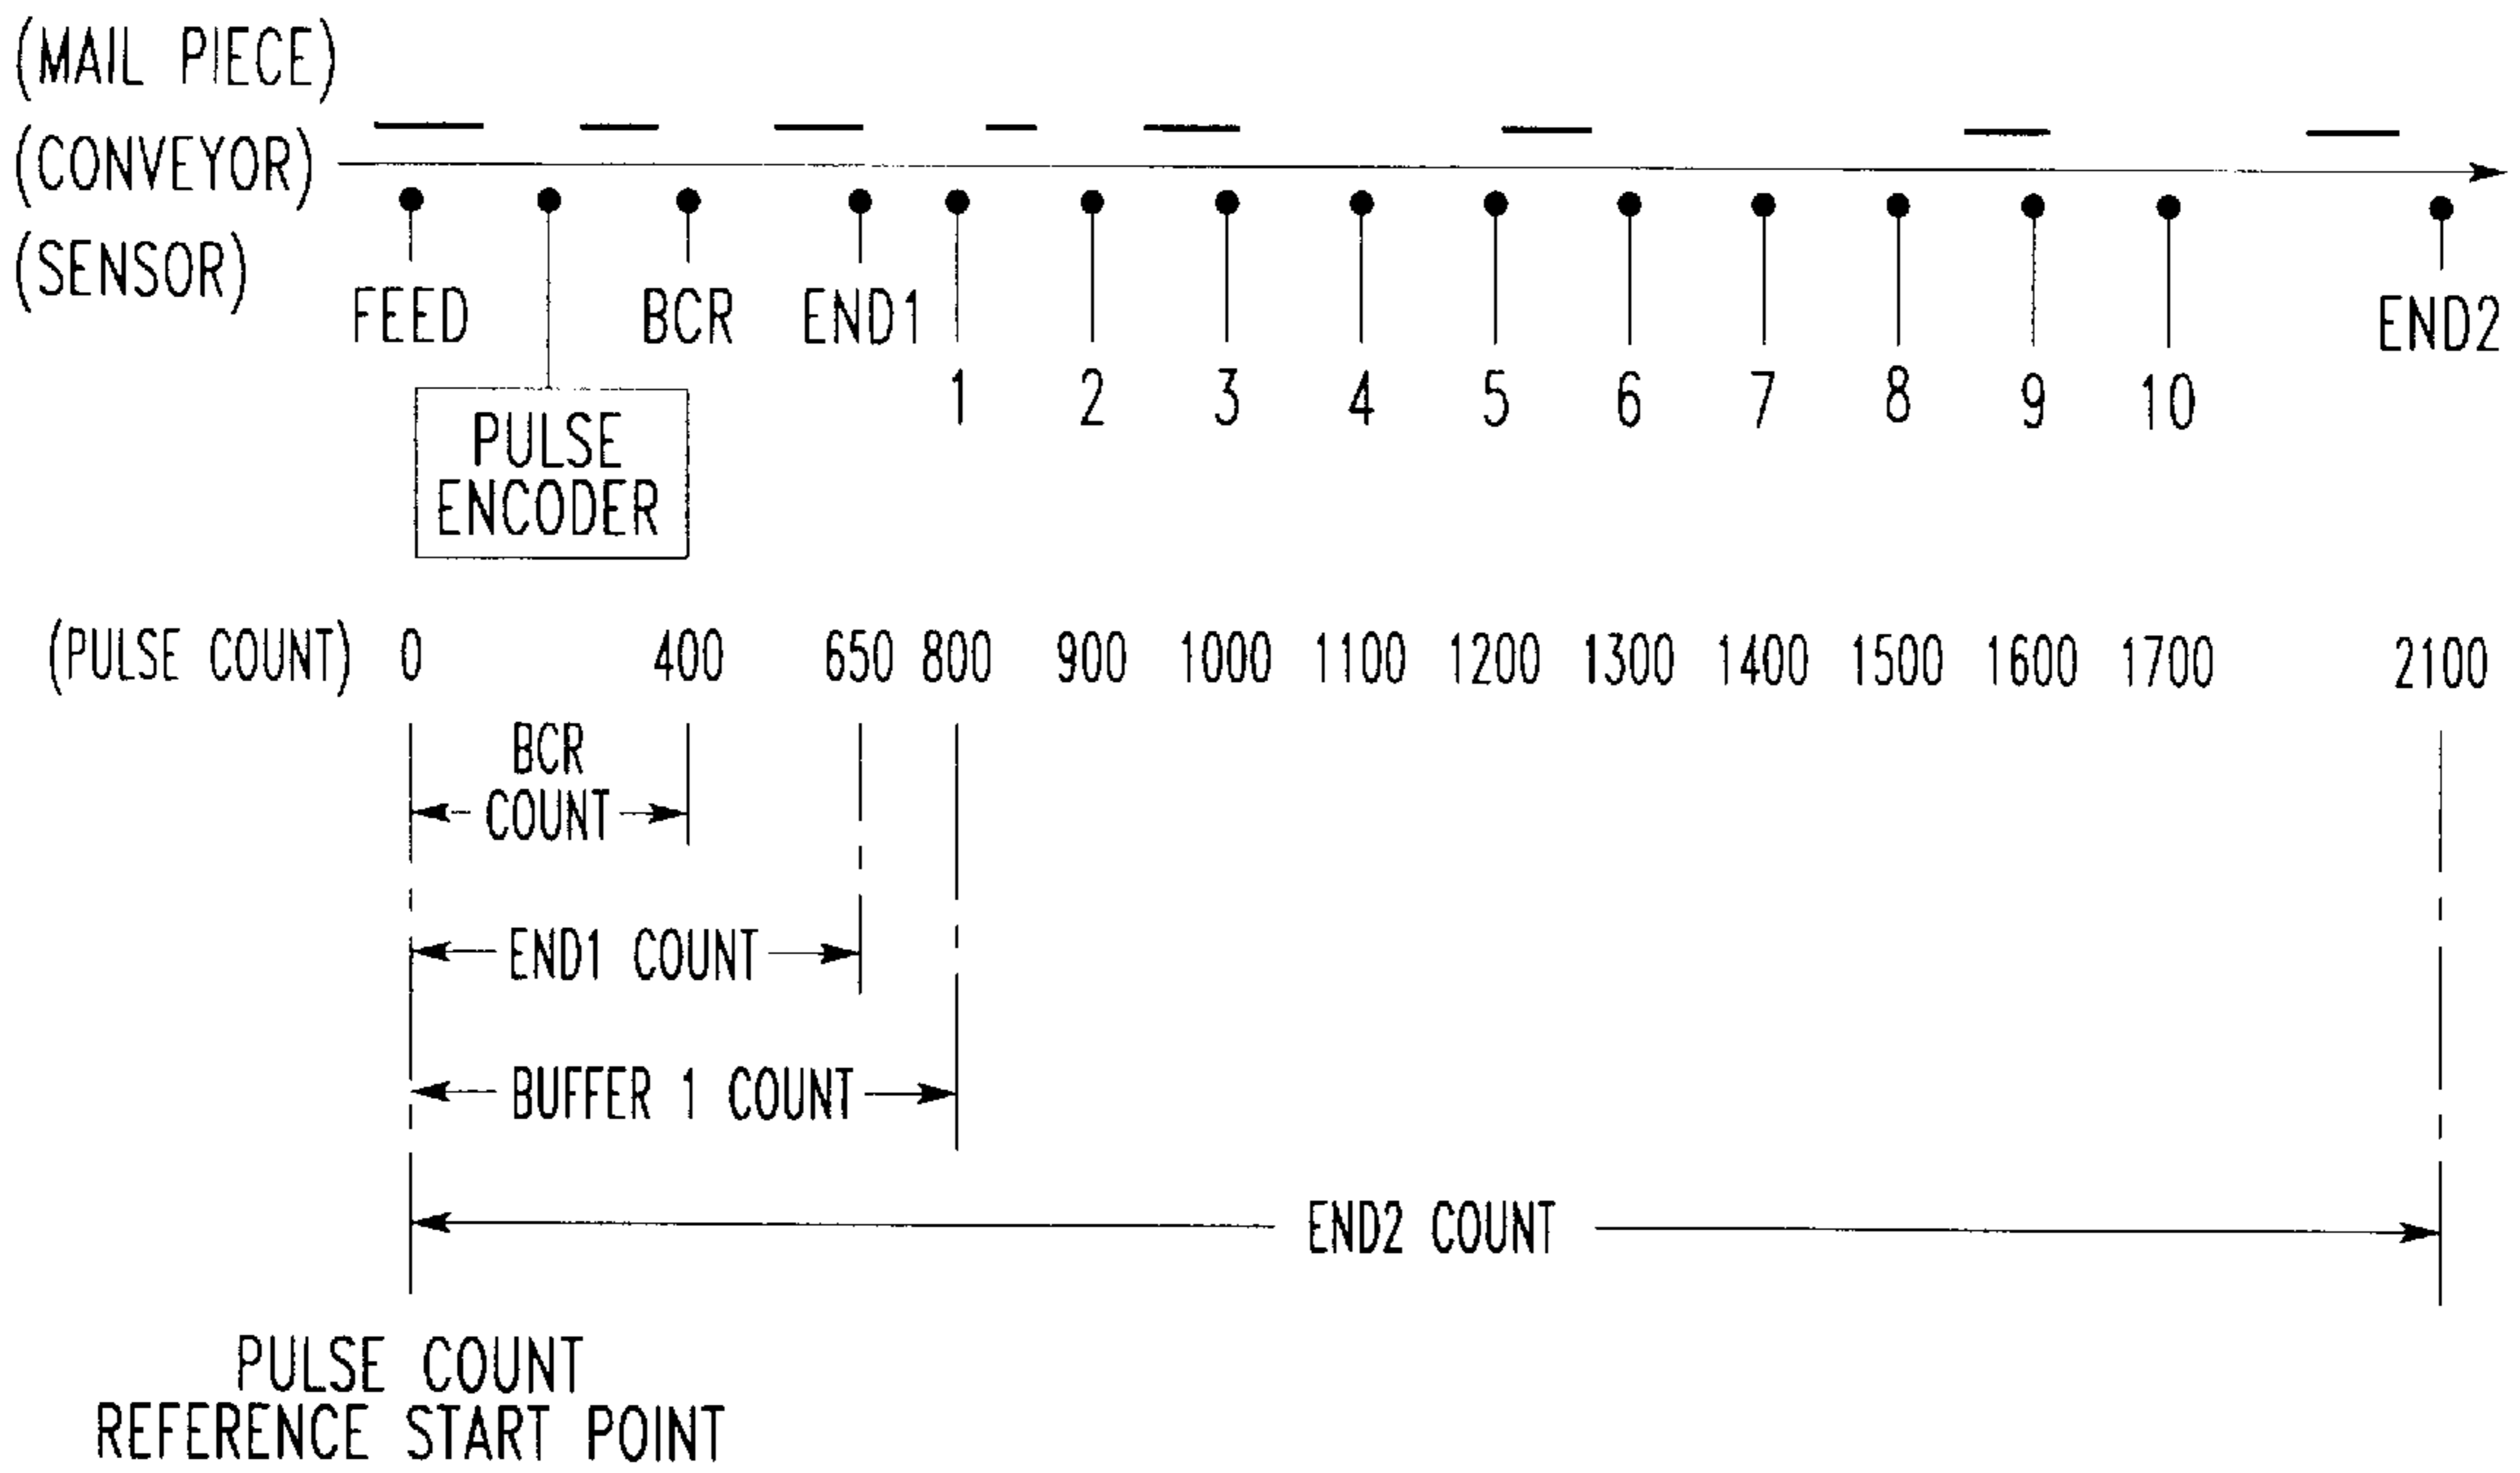 (MAIL PIECE)
(CONVEYOR)
(SENSOR)
FEED BCR END1 END2
1 2 3 4 5 6 7 8 9 10
PULSE
ENCODER
(PULSE COUNT) 0 400 650 800 900 1000 1100 1200 1300 1400 1500 1600 1700 2100
BCR
COUNT
END1 COUNT
BUFFER 1 COUNT
END2 COUNT
PULSE COUNT
REFERENCE START POINT